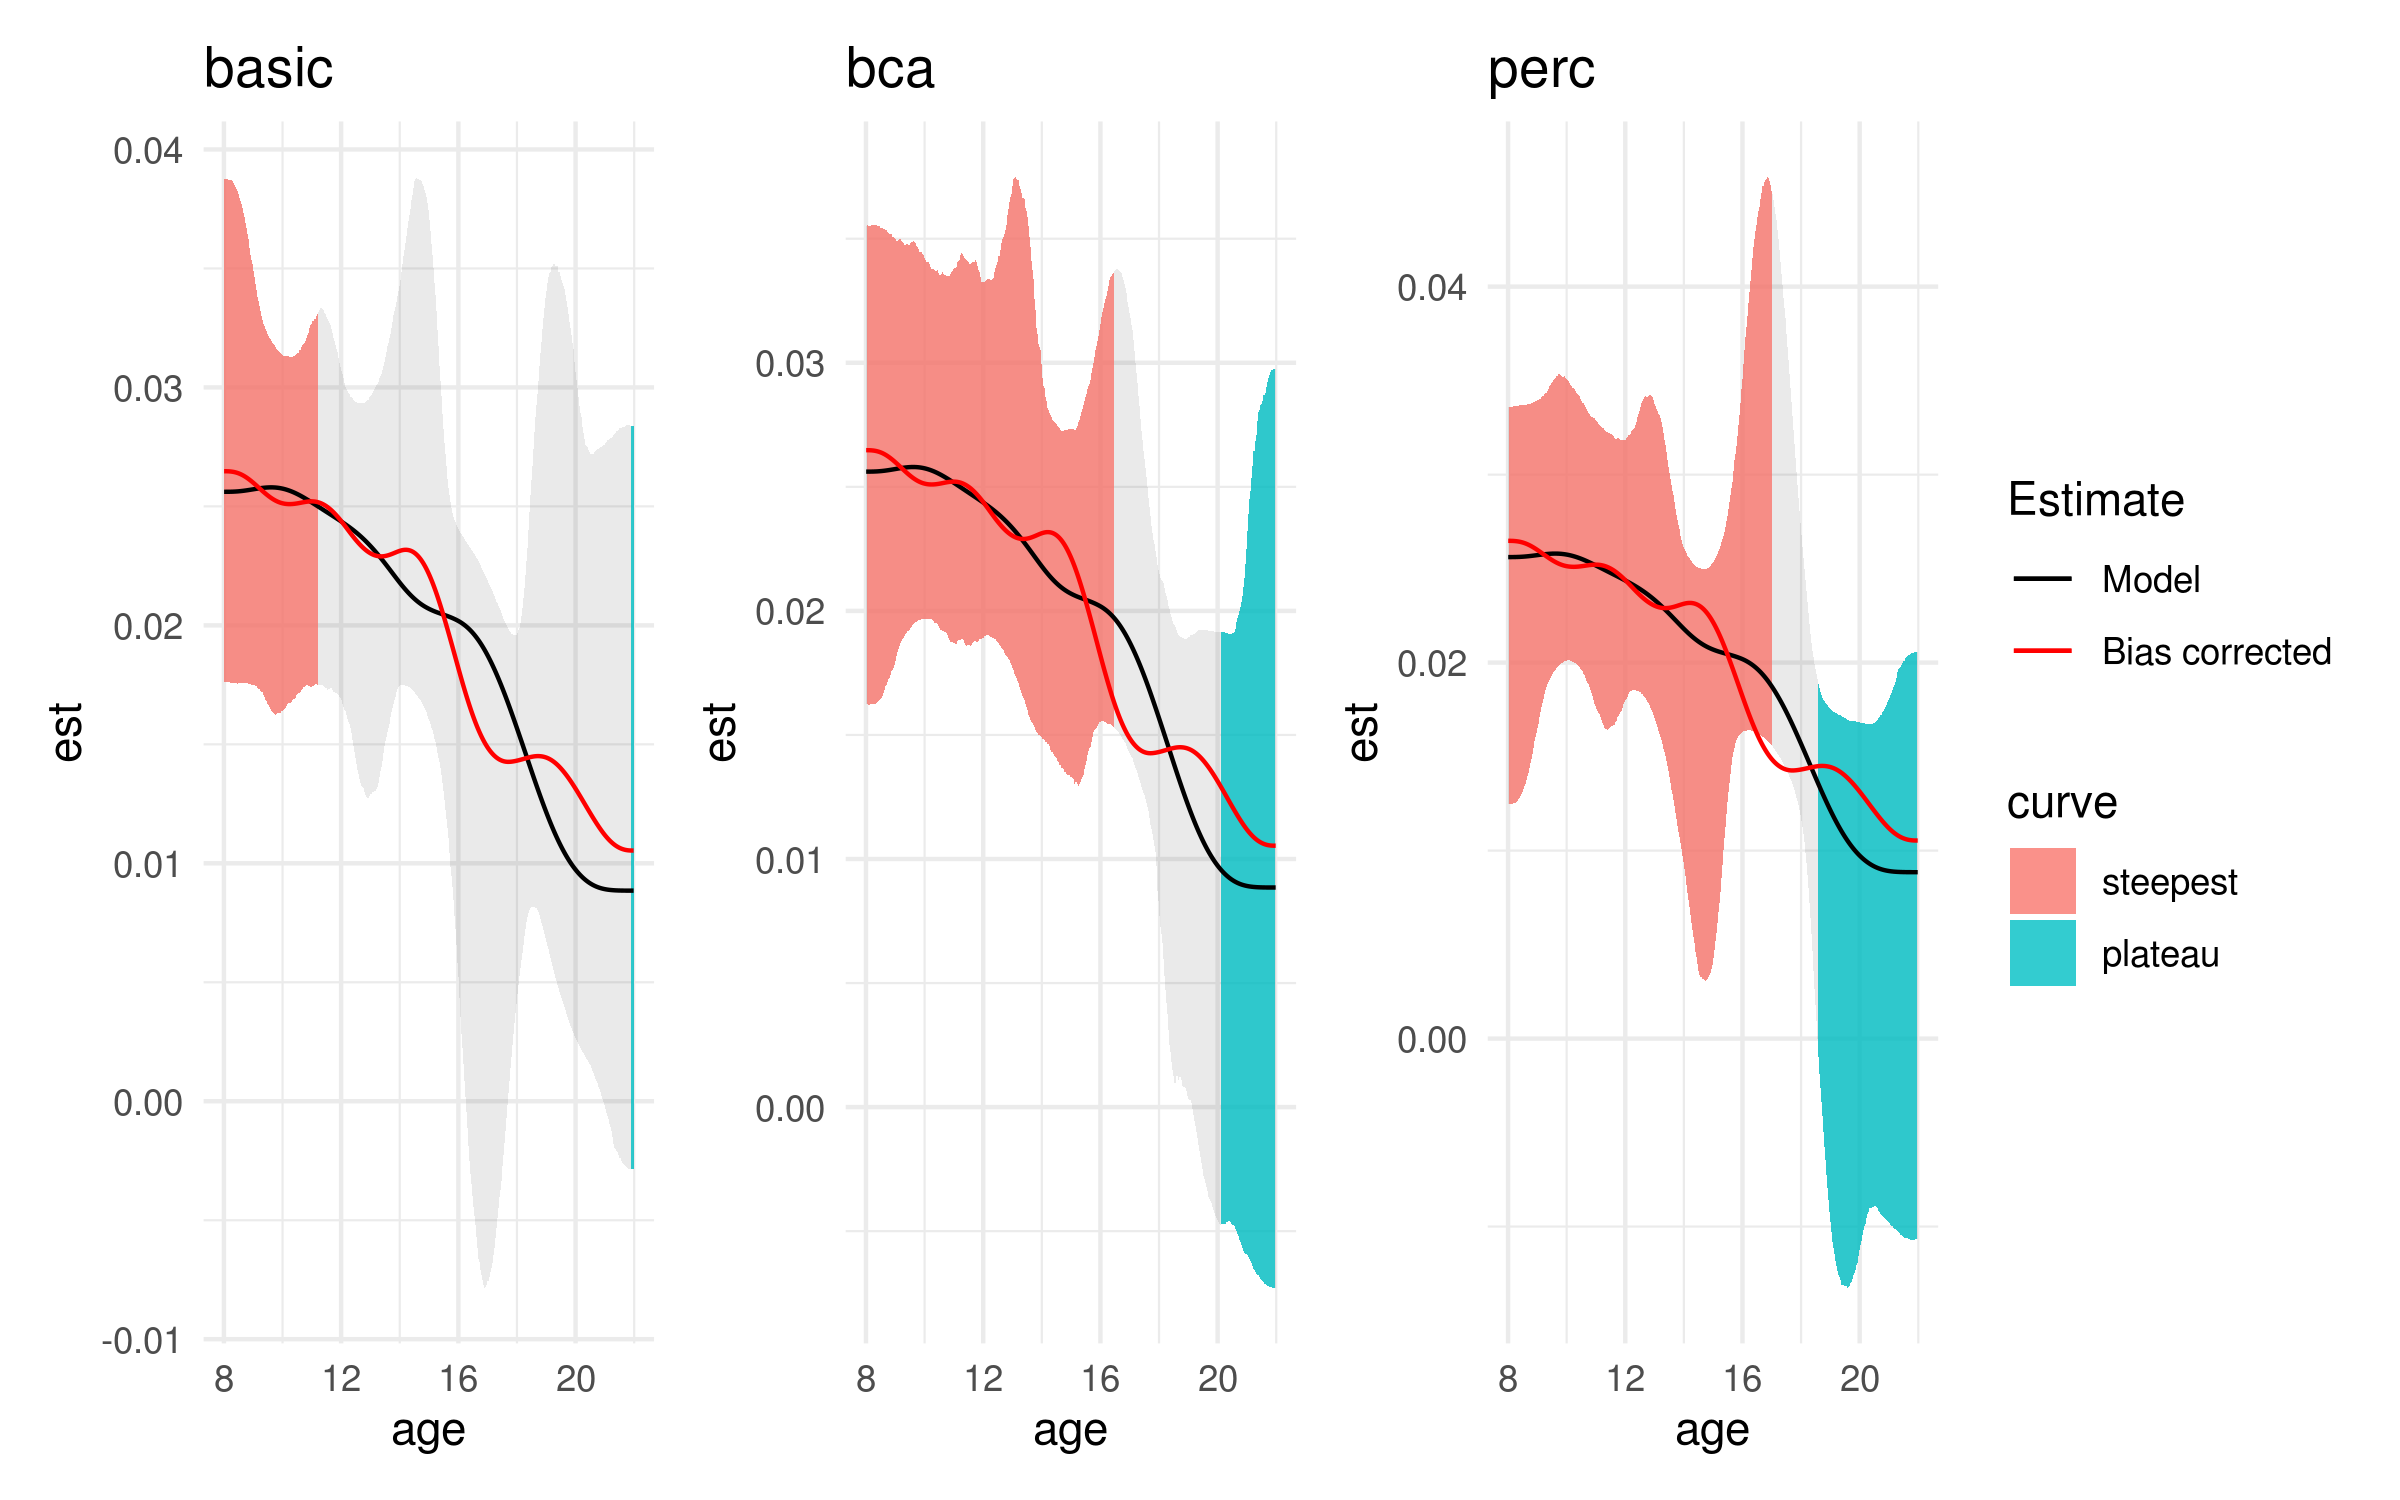 basic
0.04
0.03
0.02
0.01
0.00
-0.01
est
8 12 16 20
age
bca
0.03
0.02
0.01
0.00
est
8 12 16 20
age
perc
0.04
0.02
0.00
est
8 12 16 20
age
Estimate
Model
Bias corrected
curve
steepest
plateau